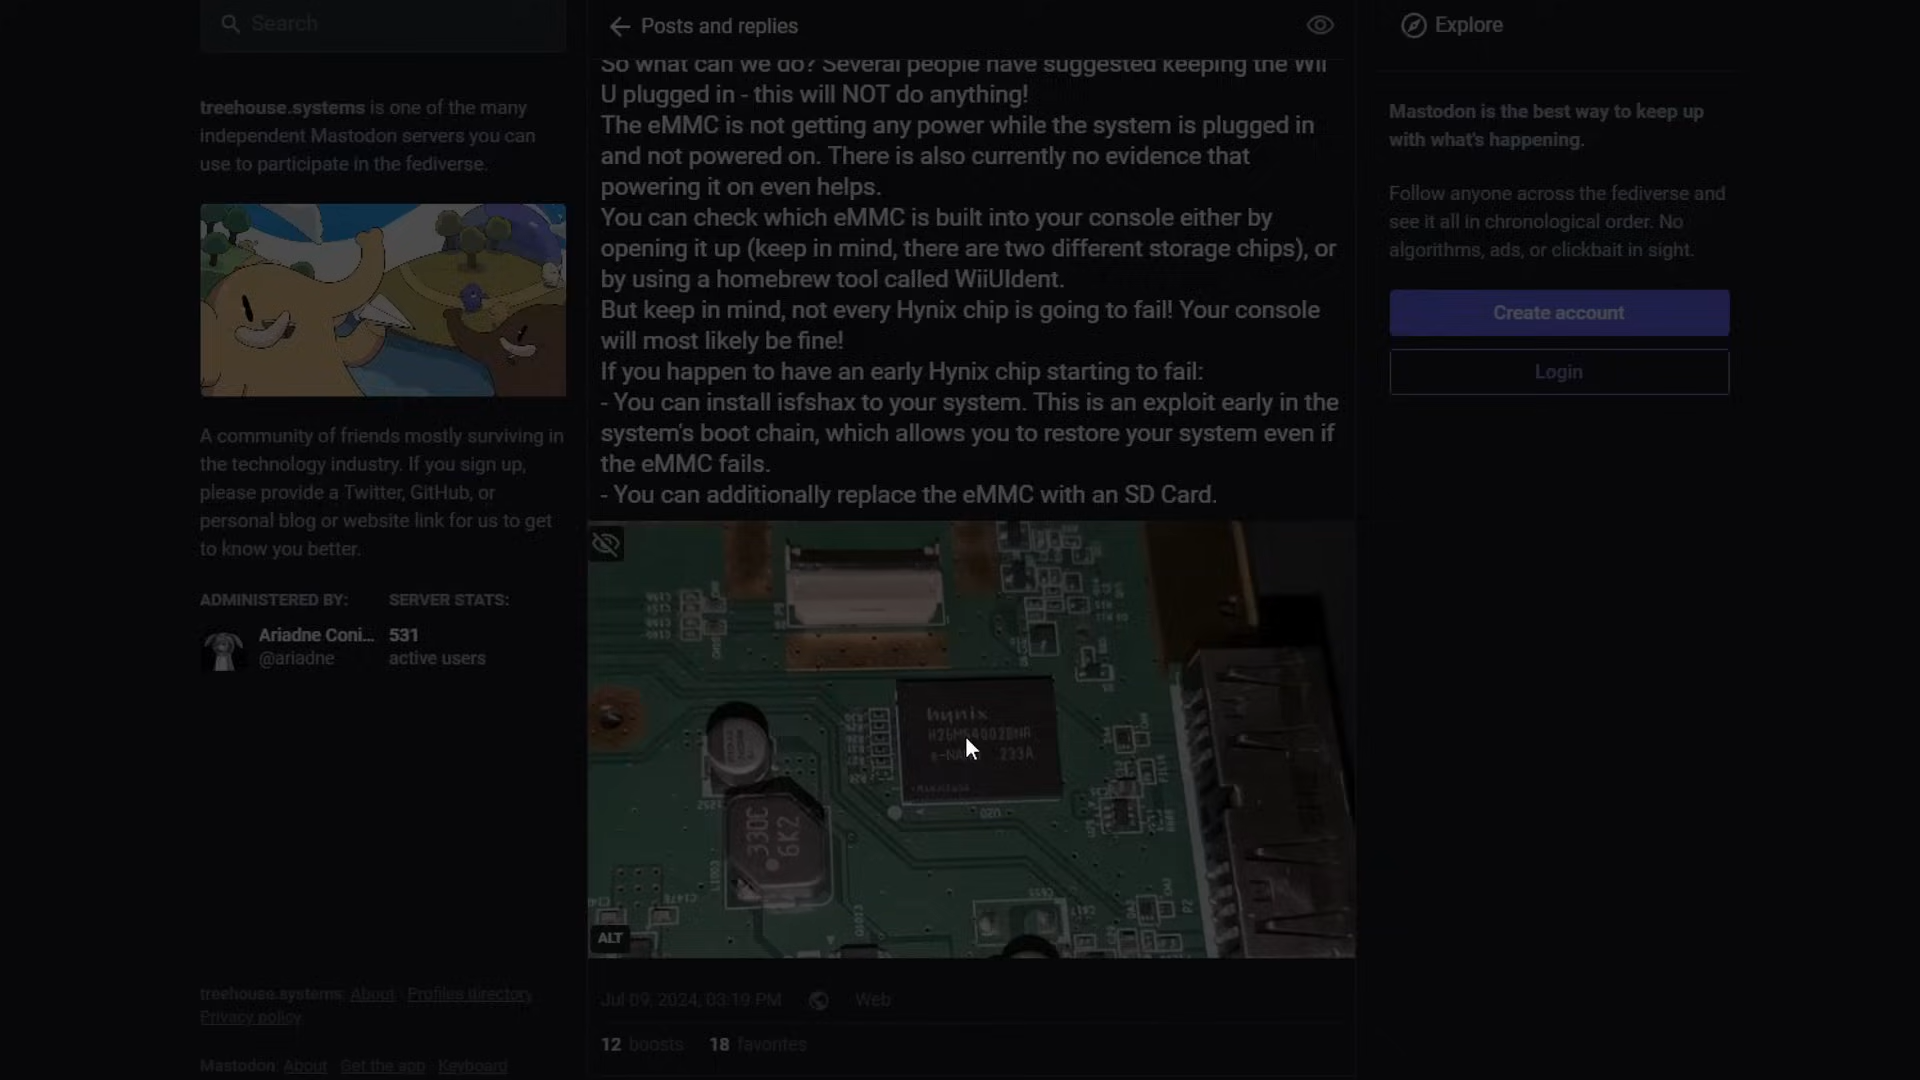 Search
treehouse.systems is one of the many
independent Mastodon servers you can
use to participate in the fediverse.
A community of friends mostly surviving in
the technology industry. If you sign up,
please provide a Twitter, GitHub, or
personal blog or website link for us to get
to know you better.
ADMINISTERED BY:
Ariadne Coni...
@ariadne
SERVER STATS:
531
active users
treehouse.systems: About · Profiles directory ·
Privacy policy
Mastodon: About · Get the app · Keyboard
Posts and replies
So what can we do? Several people have suggested keeping the Wii
U plugged in - this will NOT do anything!
The eMMC is not getting any power while the system is plugged in
and not powered on. There is also currently no evidence that
powering it on even helps.
You can check which eMMC is built into your console either by
opening it up (keep in mind, there are two different storage chips), or
by using a homebrew tool called WiiUIdent.
But keep in mind, not every Hynix chip is going to fail! Your console
will most likely be fine!
If you happen to have an early Hynix chip starting to fail:
- You can install isfshax to your system. This is an exploit early in the
system's boot chain, which allows you to restore your system even if
the eMMC fails.
- You can additionally replace the eMMC with an SD Card.
hynix
233A
330C
6K2
U20
ALT
Jul 09, 2024, 03:19 PM
Web
12 boosts 18 favorites
Explore
Mastodon is the best way to keep up
with what's happening.
Follow anyone across the fediverse and
see it all in chronological order. No
algorithms, ads, or clickbait in sight.
Create account
Login